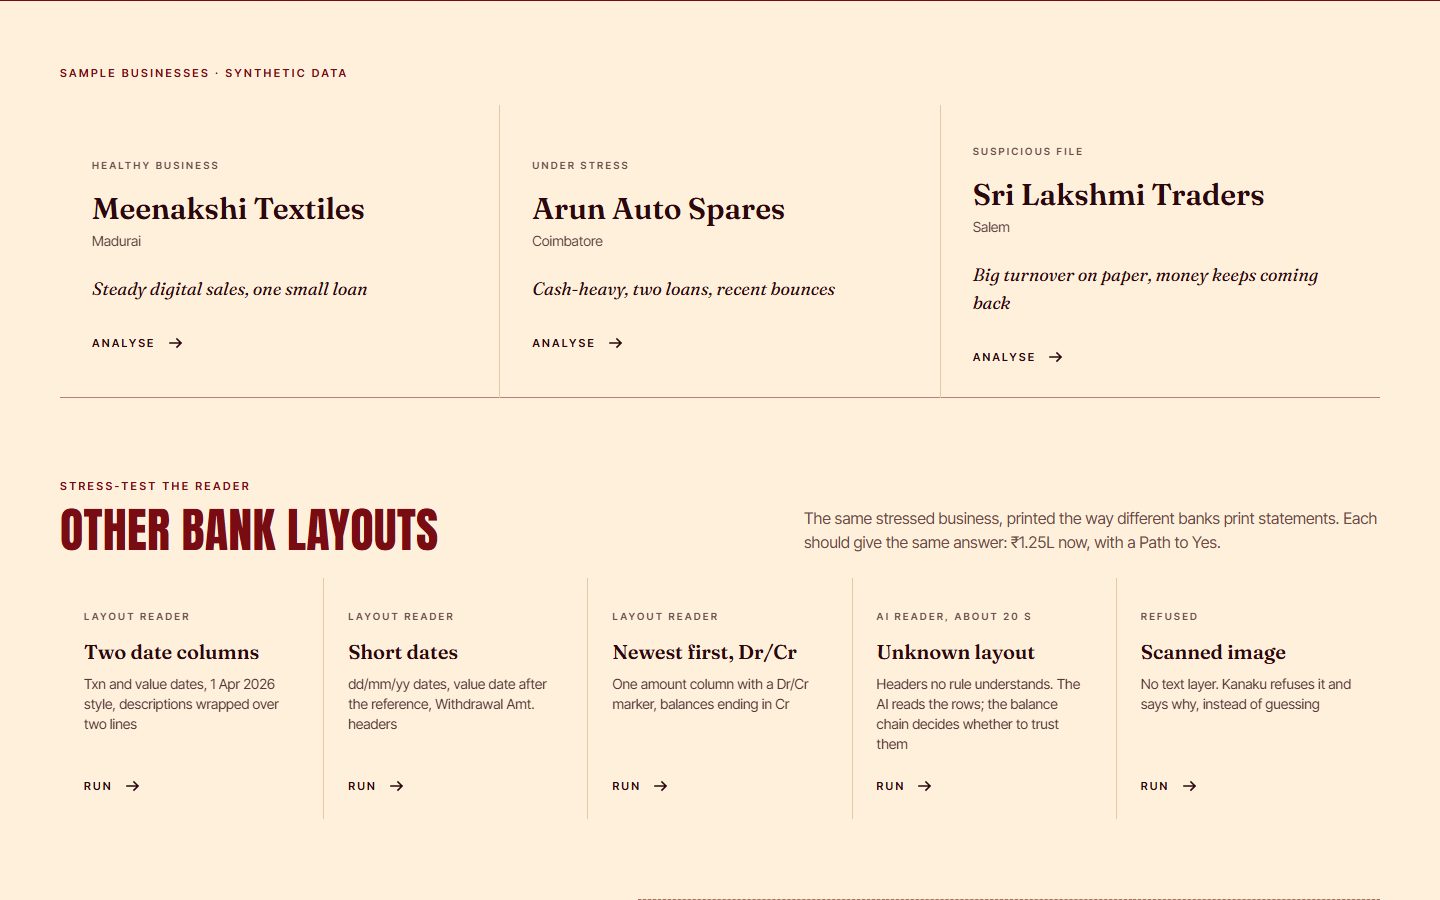 SAMPLE BUSINESSES · SYNTHETIC DATA
HEALTHY BUSINESS
Meenakshi Textiles
Madurai
Steady digital sales, one small loan
ANALYSE →
UNDER STRESS
Arun Auto Spares
Coimbatore
Cash-heavy, two loans, recent bounces
ANALYSE →
SUSPICIOUS FILE
Sri Lakshmi Traders
Salem
Big turnover on paper, money keeps coming
back
ANALYSE →
STRESS-TEST THE READER
OTHER BANK LAYOUTS
The same stressed business, printed the way different banks print statements. Each
should give the same answer: ₹1.25L now, with a Path to Yes.
LAYOUT READER
Two date columns
Txn and value dates, 1 Apr 2026
style, descriptions wrapped over
two lines
RUN →
LAYOUT READER
Short dates
dd/mm/yy dates, value date after
the reference, Withdrawal Amt.
headers
RUN →
LAYOUT READER
Newest first, Dr/Cr
One amount column with a Dr/Cr
marker, balances ending in Cr
RUN →
AI READER, ABOUT 20 S
Unknown layout
Headers no rule understands. The
AI reads the rows; the balance
chain decides whether to trust
them
RUN →
REFUSED
Scanned image
No text layer. Kanaku refuses it and
says why, instead of guessing
RUN →